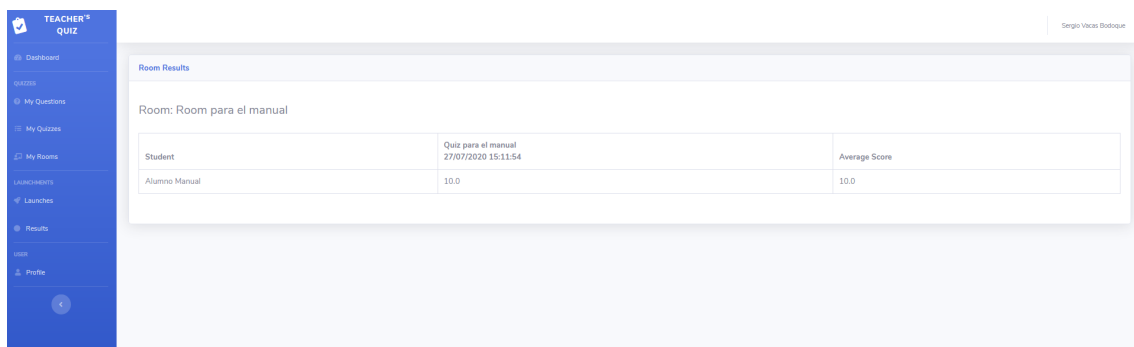 TEACHER'S
QUIZ
Sergio Vacas Bodoque
Dashboard
QUIZZES
My Questions
My Quizzes
My Rooms
LAUNCHMENTS
Launches
Results
USER
Profile
Room Results
Room: Room para el manual
Student
Quiz para el manual
27/07/2020 15:11:54
Average Score
Alumno Manual 10.0 10.0